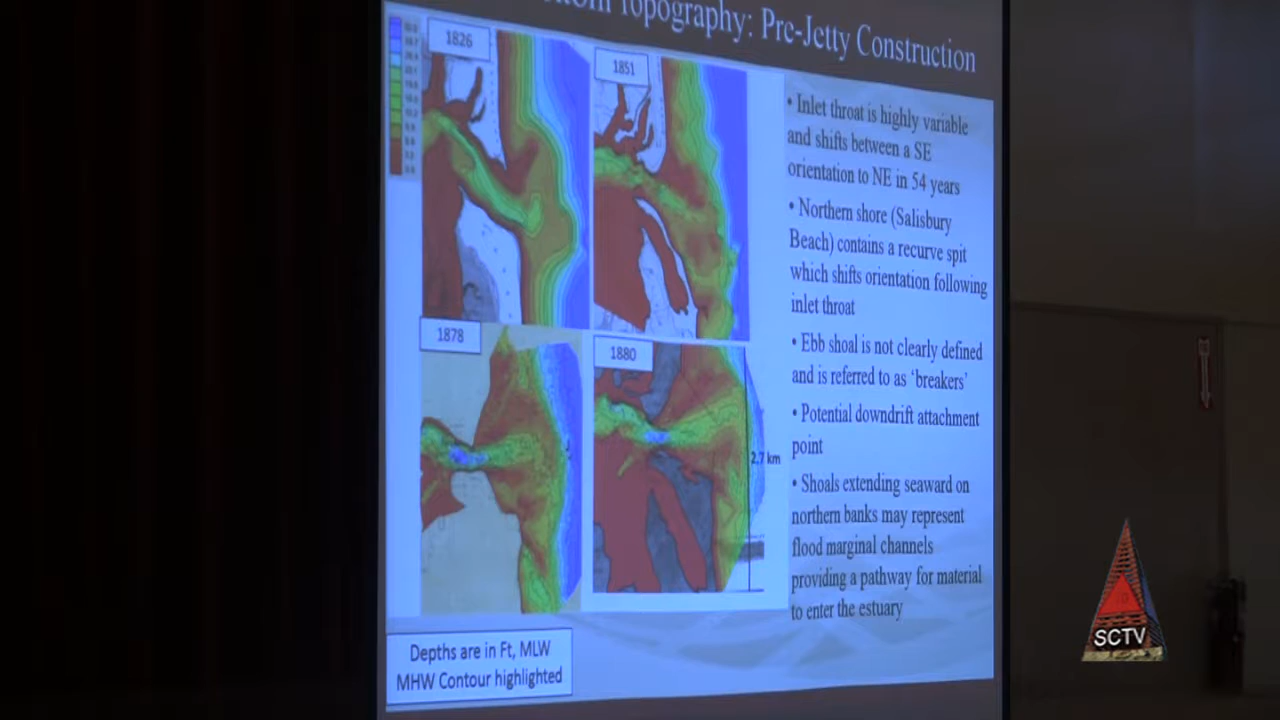 Topography: Pre-Jetty Construction
1826
1851
1878
1880
2.7 km
• Inlet throat is highly variable
and shifts between a SE
orientation to NE in 54 years
• Northern shore (Salisbury
Beach) contains a recurve spit
which shifts orientation following
inlet throat
• Ebb shoal is not clearly defined
and is referred to as ‘breakers’
• Potential downdrift attachment
point
• Shoals extending seaward on
northern banks may represent
flood marginal channels
providing a pathway for material
to enter the estuary
Depths are in Ft, MLW
MHW Contour highlighted
SCTV